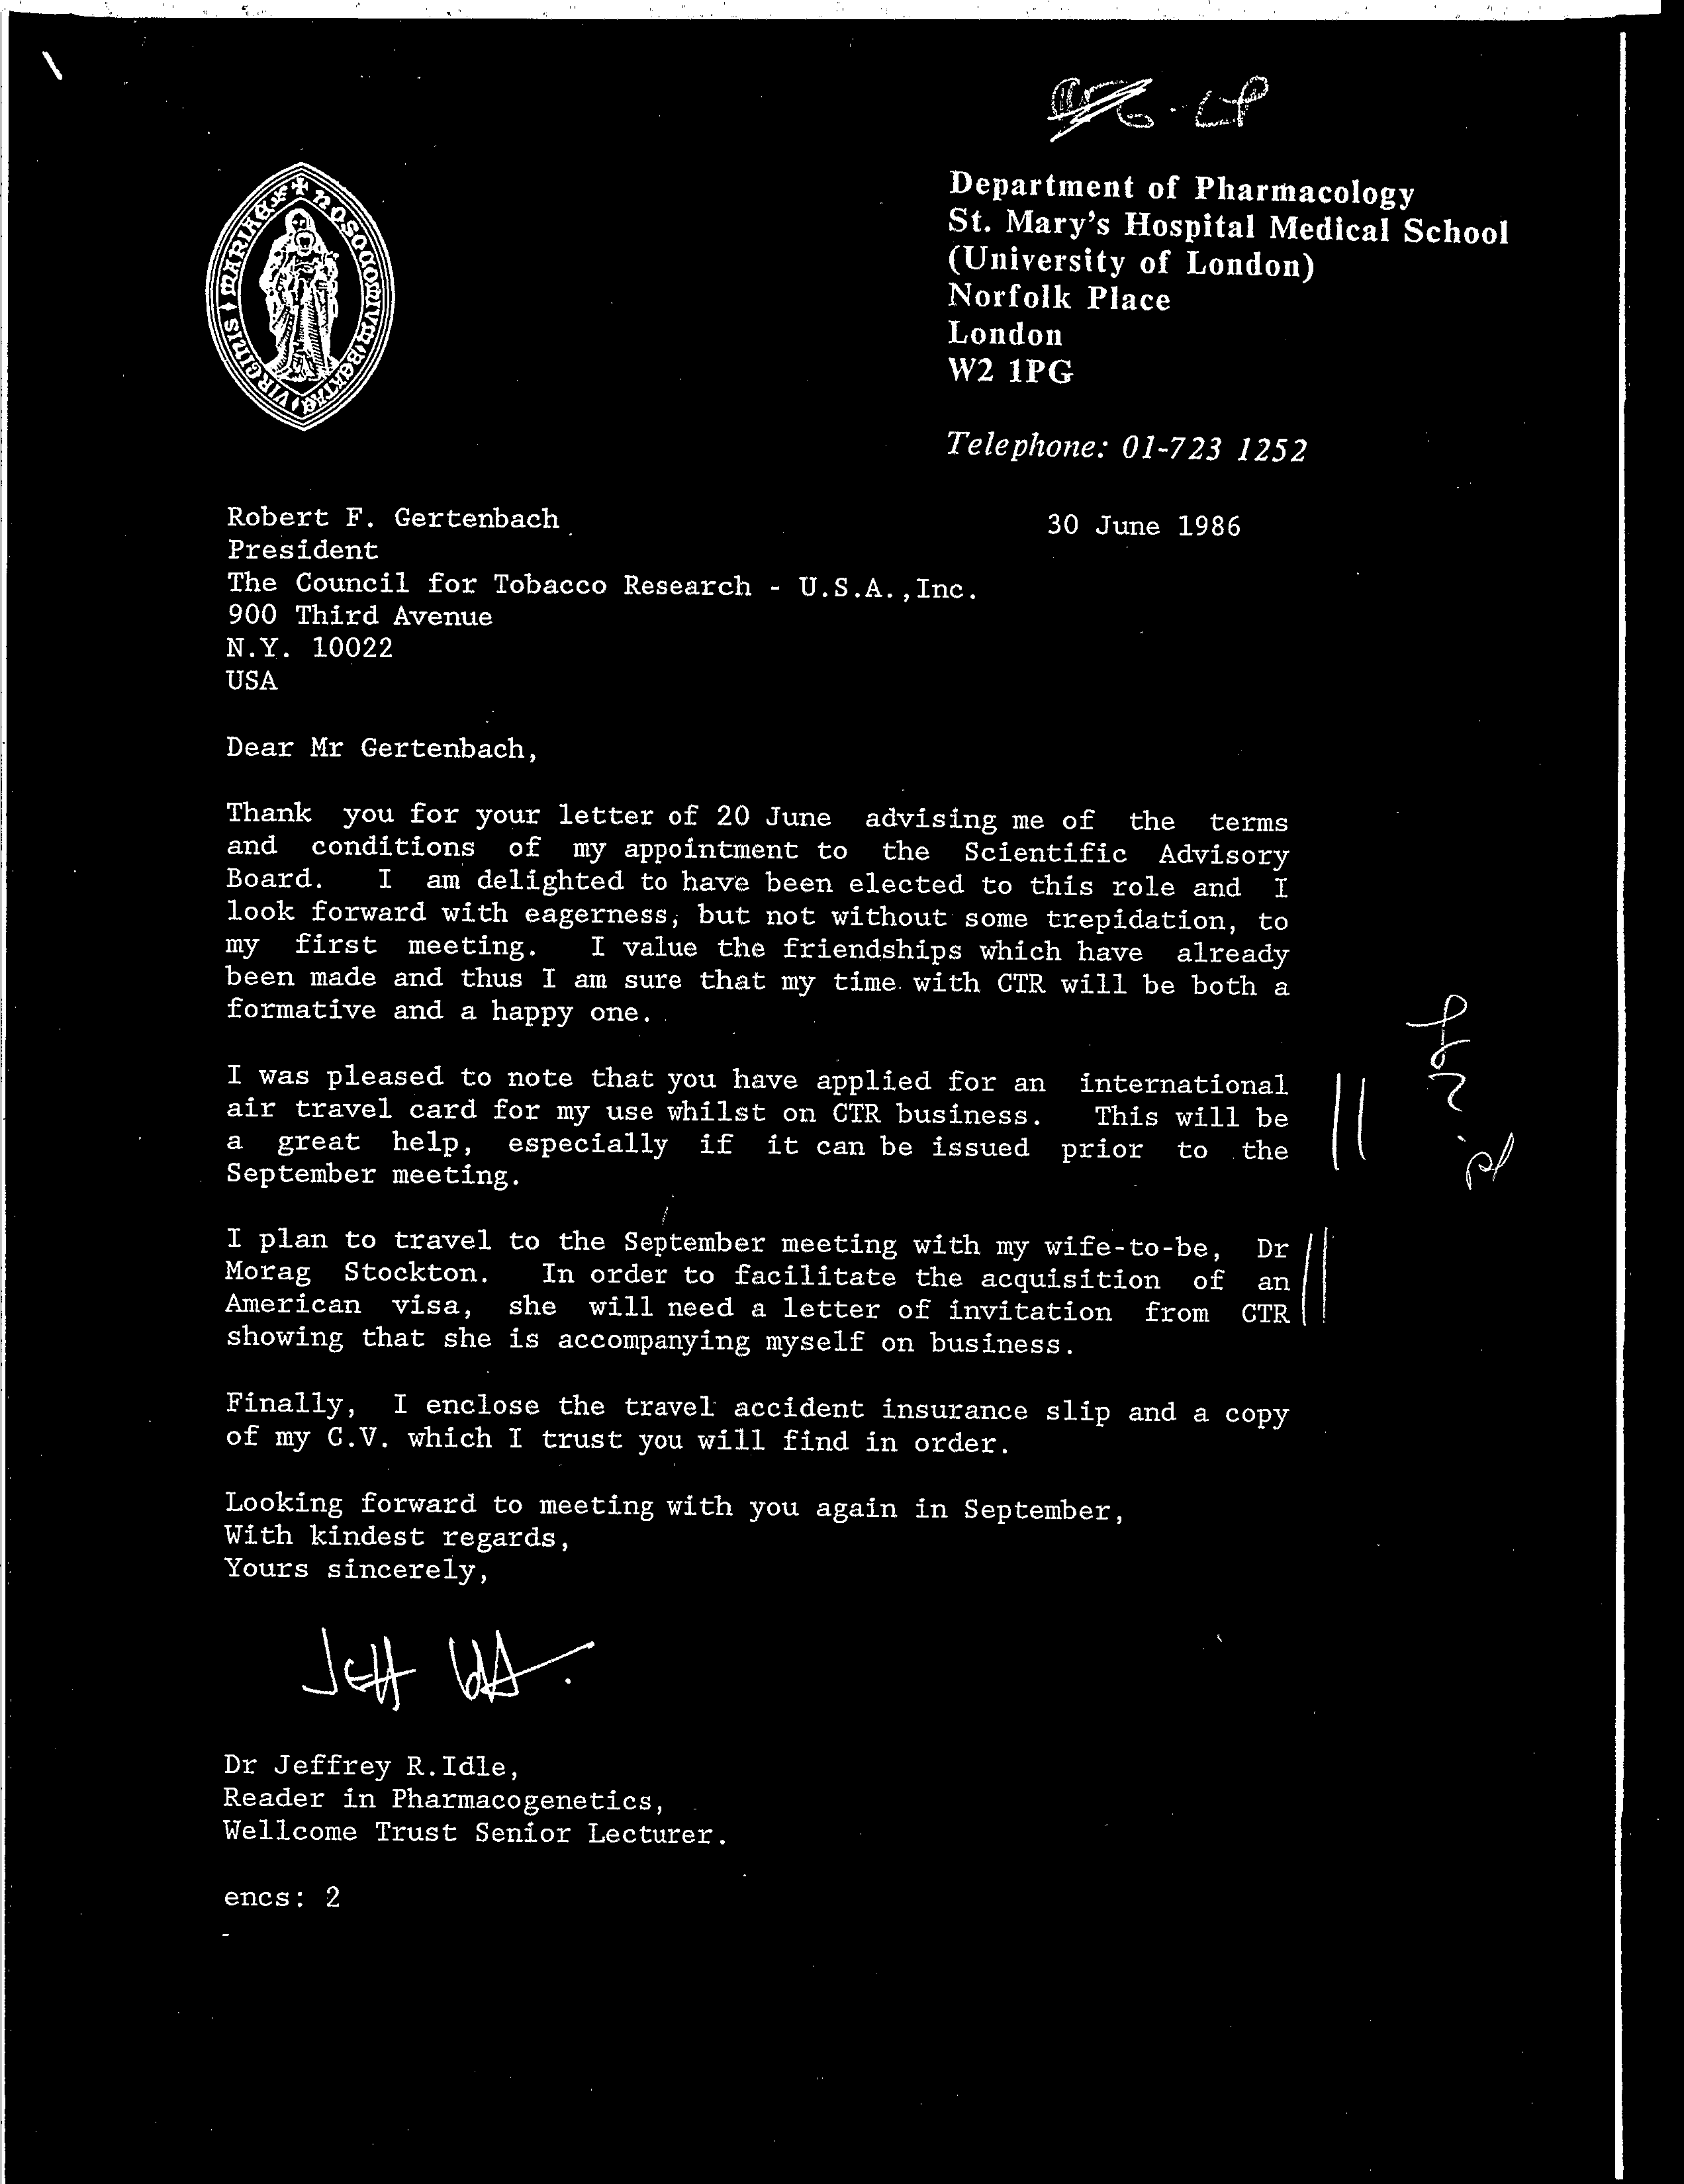 Department of Pharmacology
St. Mary's Hospital Medical School
(University of London)
Norfolk Place
London
W2 1PG
Telephone: 01-723 1252
Robert F. Gertenbach
30 June 1986
President
The Council for Tobacco Research - U.S.A.,Inc.
900 Third Avenue
N.Y. 10022
USA
Dear Mr Gertenbach,
Thank you for your letter of 20 June advising me of the terms
and conditions of my appointment to the Scientific Advisory
Board. I am delighted to have been elected to this role and I
look forward with eagerness, but not without some trepidation, to
my first meeting. I value the friendships which have already
been made and thus I am sure that my time with CTR will be both a
formative and a happy one.
I was pleased to note that you have applied for an international
air travel card for my use whilst on CTR business. This will be
a great help, especially if it can be issued prior to the
September meeting.
I plan to travel to the September meeting with my wife-to-be, Dr
Morag Stockton. In order to facilitate the acquisition of an
American visa, she will need a letter of invitation from CTR
showing that she is accompanying myself on business.
Finally, I enclose the travel accident insurance slip and a copy
of my C.V. which I trust you will find in order.
Looking forward to meeting with you again in September,
With kindest regards,
Yours sincerely,
Dr Jeffrey R.Idle,
Reader in Pharmacogenetics,
Wellcome Trust Senior Lecturer.
encs: 2